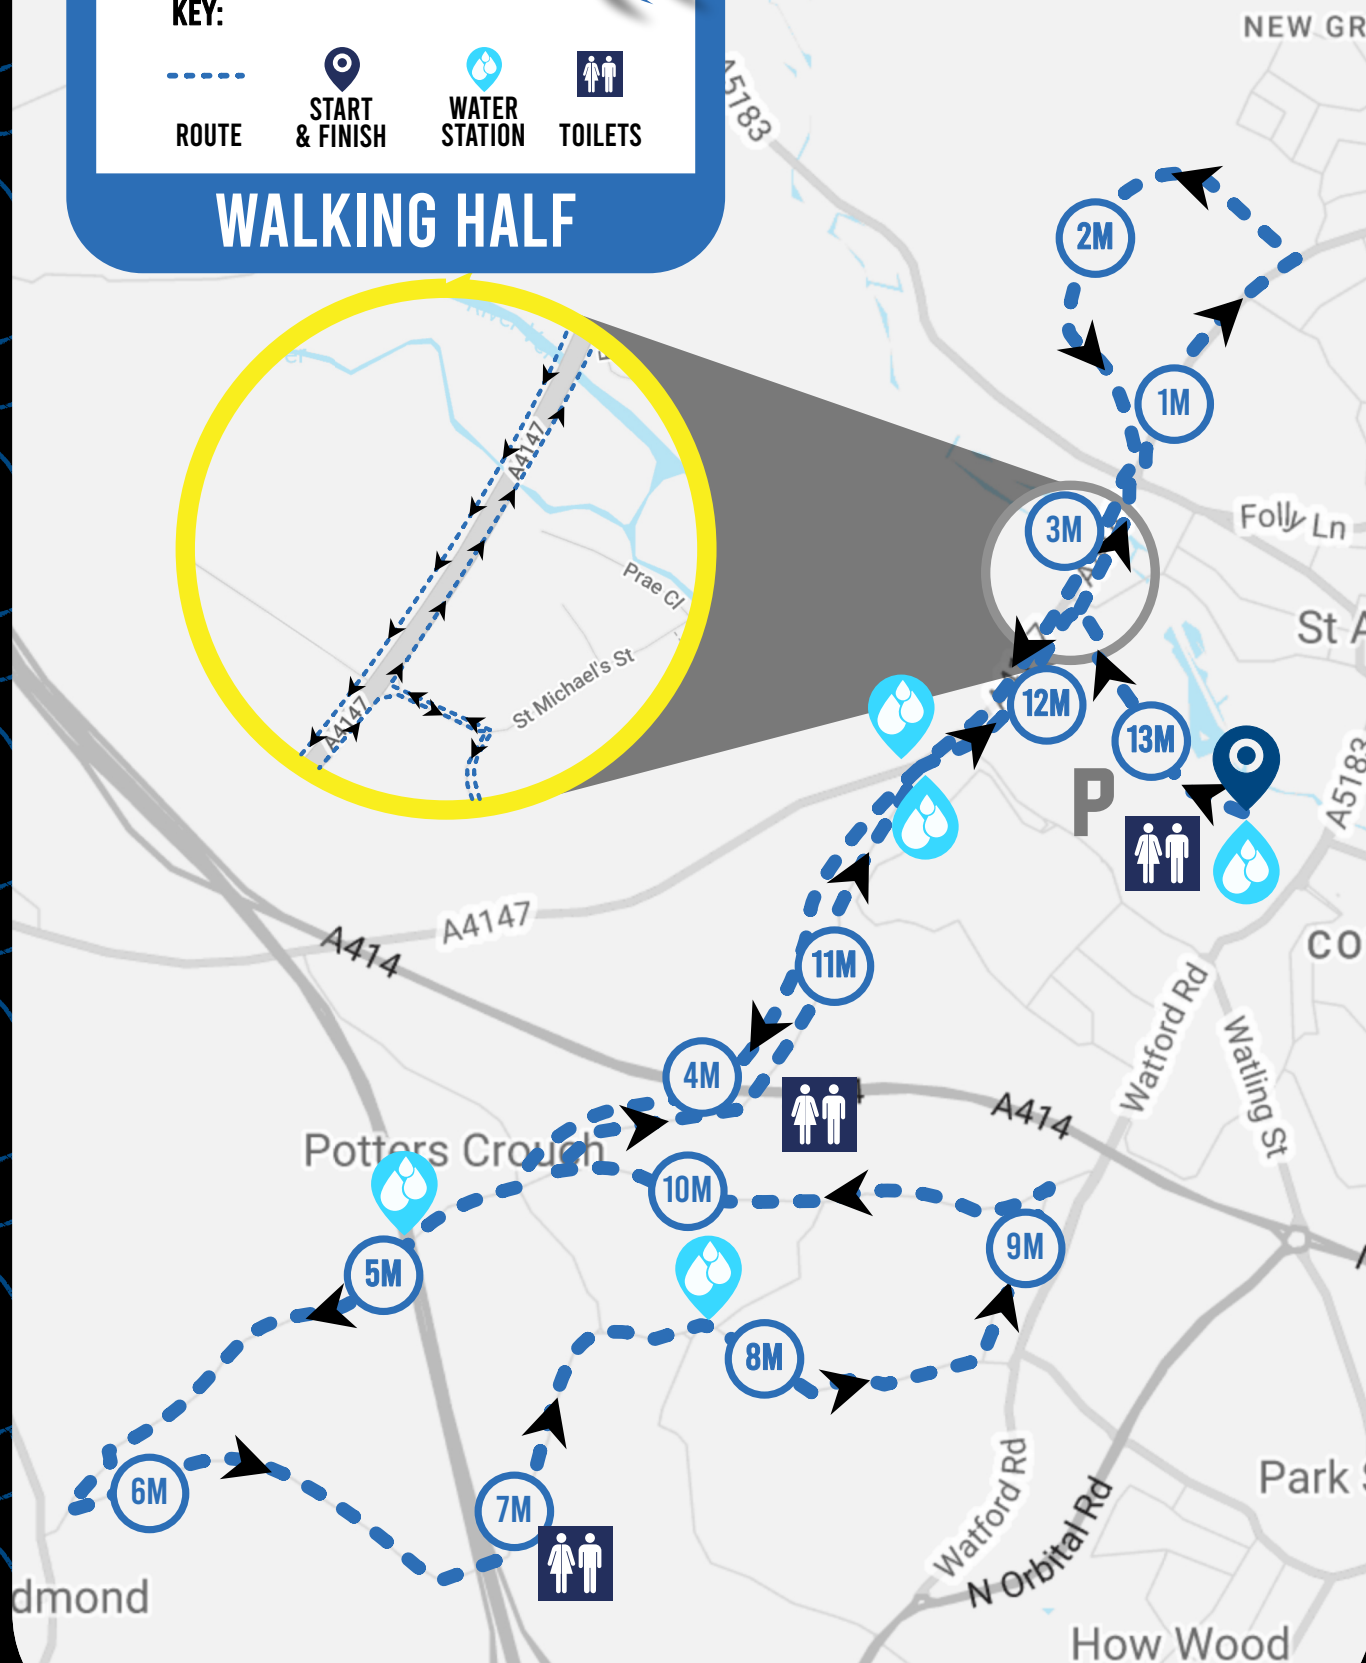 KEY:
ROUTE
START
& FINISH
WATER
STATION
TOILETS
WALKING HALF
A5183
NEW GR
2M
1M
3M
Folly Ln
St A
12M
13M
P
A5183
A4147
A4147
Prae Cl
St Michael's St
A4147
A414
11M
4M
A414
Watford Rd
Watling St
CO
Potters Crouch
10M
9M
5M
8M
6M
7M
Watford Rd
N Orbital Rd
Park
dmond
How Wood